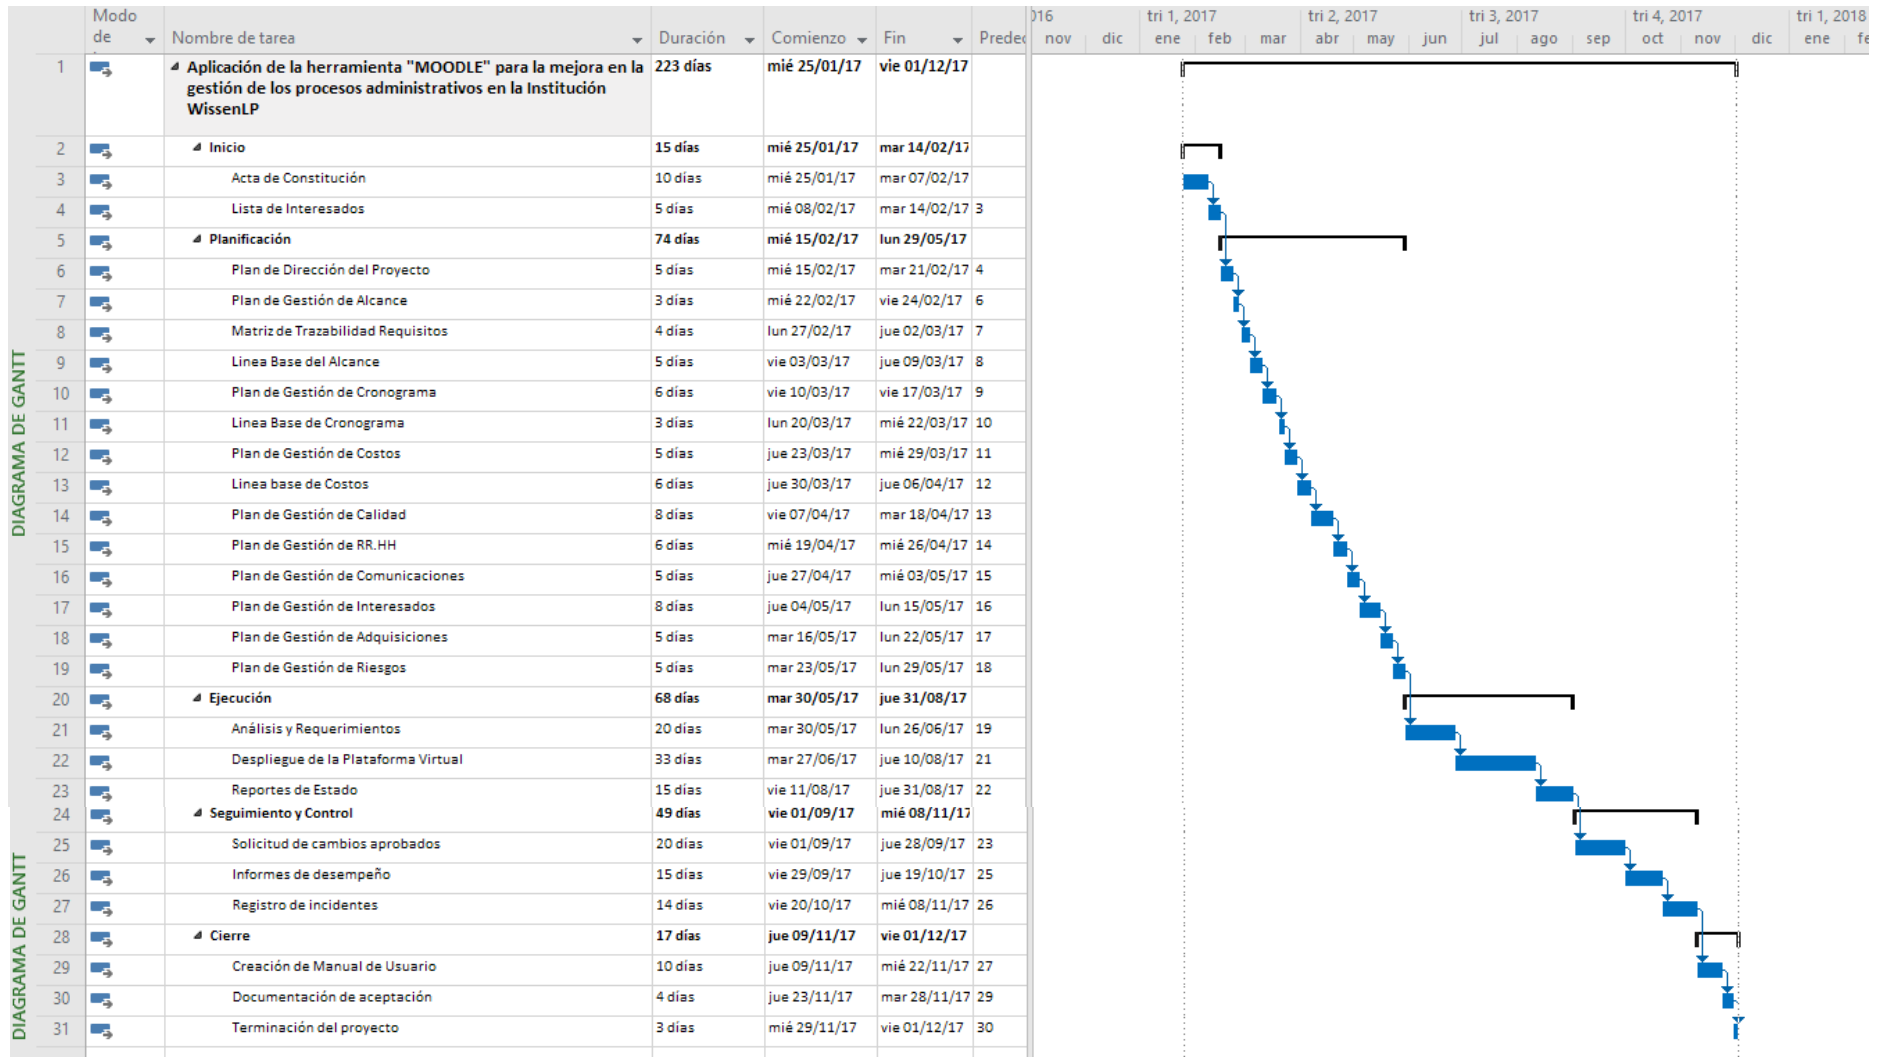 Modo de
Nombre de tarea Duración Comienzo Fin Predec
016 tri 1, 2017 tri 2, 2017 tri 3, 2017 tri 4, 2017 tri 1, 2018
nov dic ene feb mar abr may jun jul ago sep oct nov dic ene fe
1 Aplicación de la herramienta "MOODLE" para la mejora en la 223 días mié 25/01/17 vie 01/12/17
gestión de los procesos administrativos en la Institución
WissenLP
2 Inicio 15 días mié 25/01/17 mar 14/02/17
3 Acta de Constitución 10 días mié 25/01/17 mar 07/02/17
4 Lista de Interesados 5 días mié 08/02/17 mar 14/02/17 3
5 Planificación 74 días mié 15/02/17 lun 29/05/17
6 Plan de Dirección del Proyecto 5 días mié 15/02/17 mar 21/02/17 4
7 Plan de Gestión de Alcance 3 días mié 22/02/17 vie 24/02/17 6
8 Matriz de Trazabilidad Requisitos 4 días lun 27/02/17 jue 02/03/17 7
9 Linea Base del Alcance 5 días vie 03/03/17 jue 09/03/17 8
10 Plan de Gestión de Cronograma 6 días vie 10/03/17 vie 17/03/17 9
11 Linea Base de Cronograma 3 días lun 20/03/17 mié 22/03/17 10
12 Plan de Gestión de Costos 5 días jue 23/03/17 mié 29/03/17 11
13 Linea base de Costos 6 días jue 30/03/17 jue 06/04/17 12
14 Plan de Gestión de Calidad 8 días vie 07/04/17 mar 18/04/17 13
15 Plan de Gestión de RR.HH 6 días mié 19/04/17 mié 26/04/17 14
16 Plan de Gestión de Comunicaciones 5 días jue 27/04/17 mié 03/05/17 15
17 Plan de Gestión de Interesados 8 días jue 04/05/17 lun 15/05/17 16
18 Plan de Gestión de Adquisiciones 5 días mar 16/05/17 lun 22/05/17 17
19 Plan de Gestión de Riesgos 5 días mar 23/05/17 lun 29/05/17 18
20 Ejecución 68 días mar 30/05/17 jue 31/08/17
21 Análisis y Requerimientos 20 días mar 30/05/17 lun 26/06/17 19
22 Despliegue de la Plataforma Virtual 33 días mar 27/06/17 jue 10/08/17 21
23 Reportes de Estado 15 días vie 11/08/17 jue 31/08/17 22
24 Seguimiento y Control 49 días vie 01/09/17 mié 08/11/17
25 Solicitud de cambios aprobados 20 días vie 01/09/17 jue 28/09/17 23
26 Informes de desempeño 15 días vie 29/09/17 jue 19/10/17 25
27 Registro de incidentes 14 días vie 20/10/17 mié 08/11/17 26
28 Cierre 17 días jue 09/11/17 vie 01/12/17
29 Creación de Manual de Usuario 10 días jue 09/11/17 mié 22/11/17 27
30 Documentación de aceptación 4 días jue 23/11/17 mar 28/11/17 29
31 Terminación del proyecto 3 días mié 29/11/17 vie 01/12/17 30
DIAGRAMA DE GANTT
DIAGRAMA DE GANTT